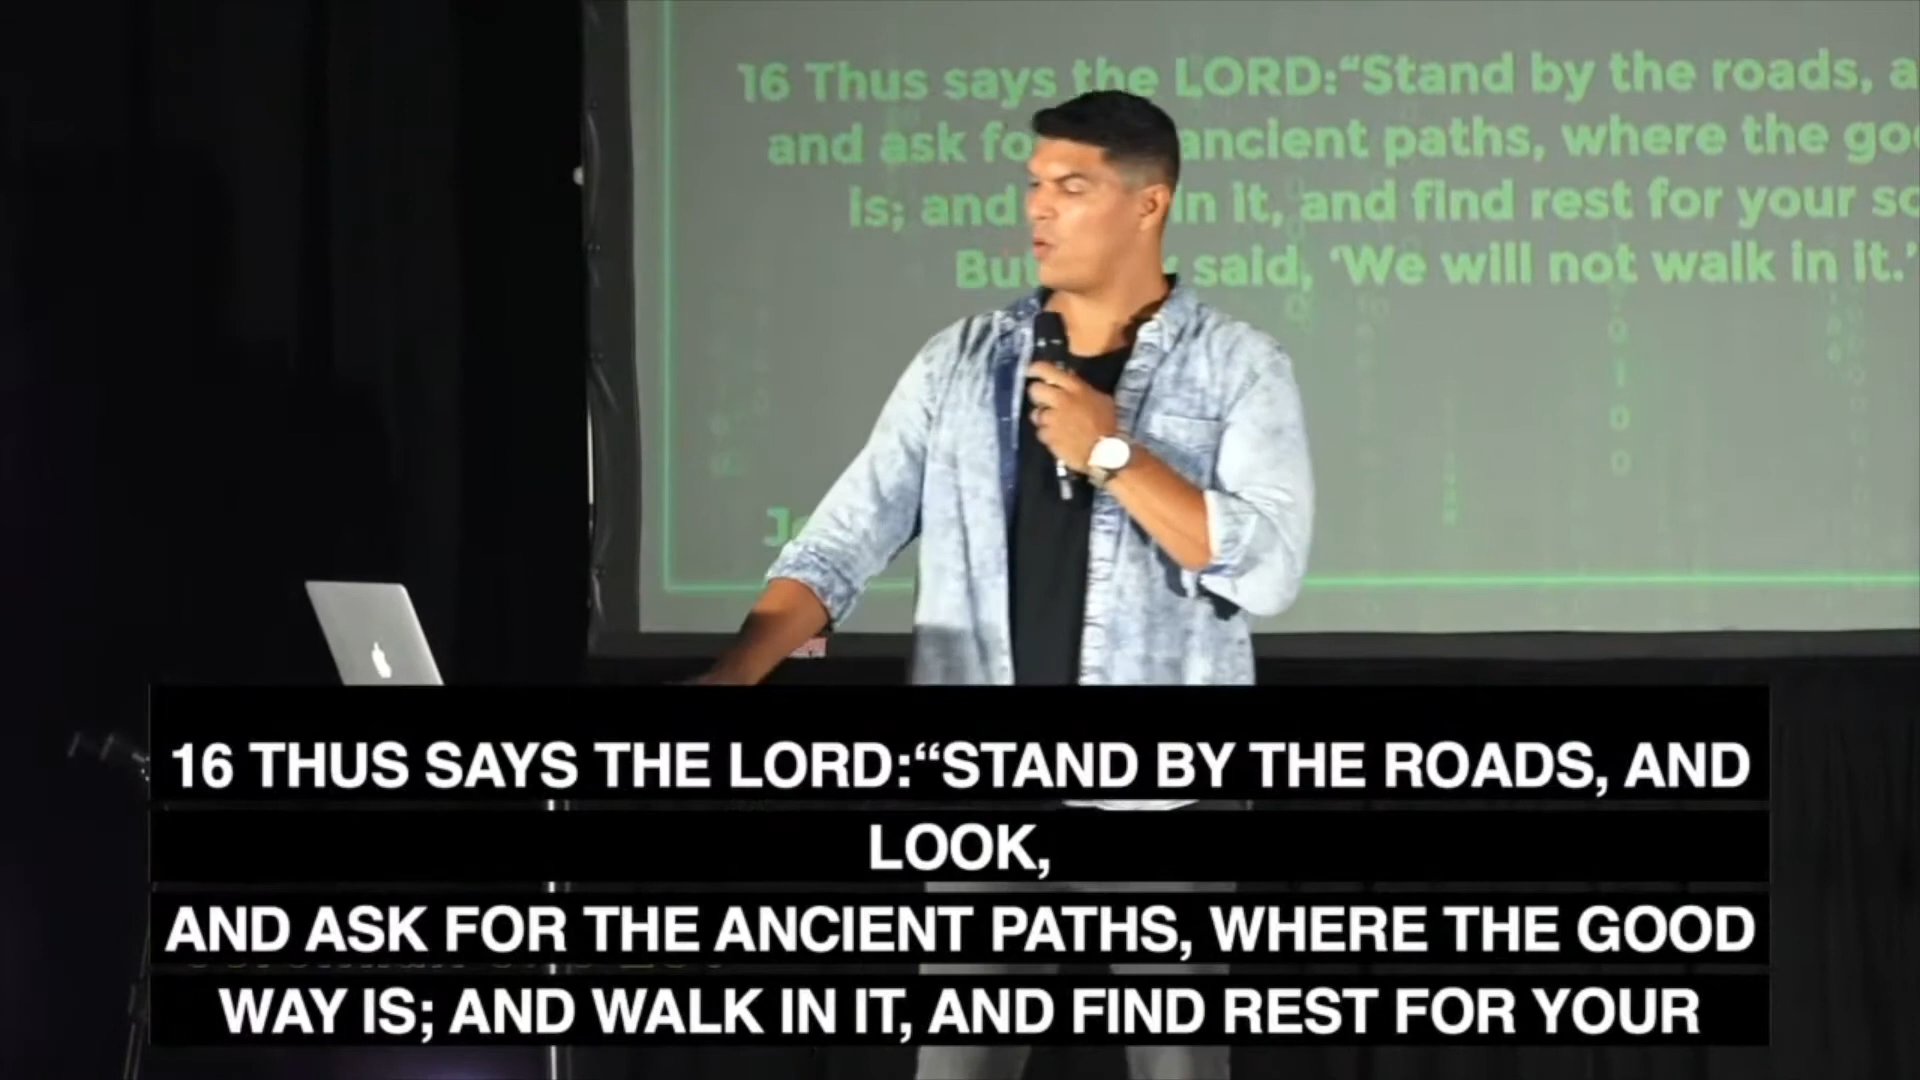 16 Thus says the LORD:“Stand by the roads, a
and ask fo ancient paths, where the go
is; and in it, and find rest for your so
But said, ‘We will not walk in it.’
16 THUS SAYS THE LORD:“STAND BY THE ROADS, AND
LOOK,
AND ASK FOR THE ANCIENT PATHS, WHERE THE GOOD
WAY IS; AND WALK IN IT, AND FIND REST FOR YOUR